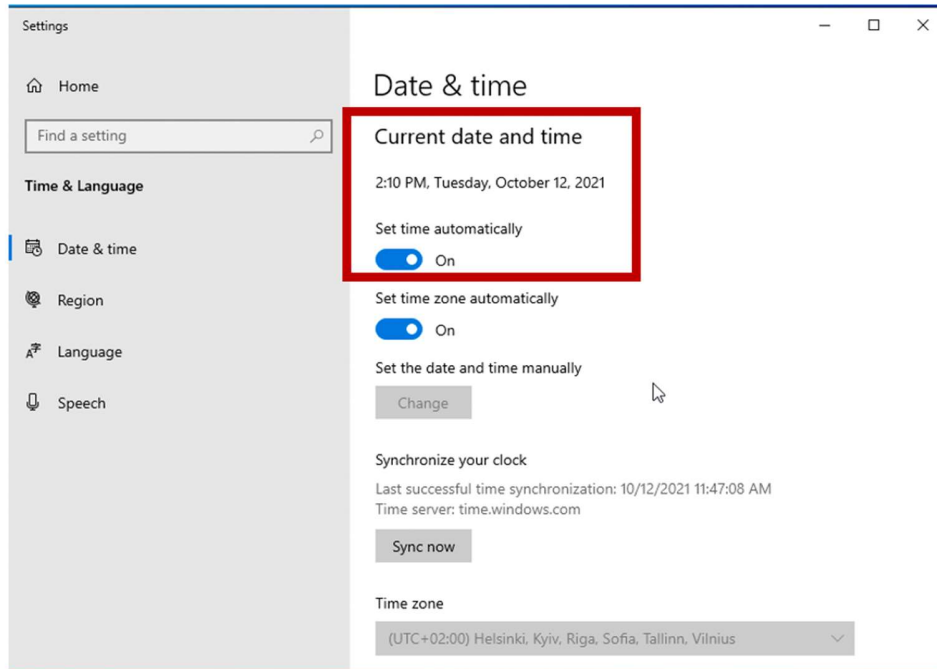 Settings
Home
Find a setting
Time & Language
Date & time
Region
Language
Speech
Date & time
Current date and time
2:10 PM, Tuesday, October 12, 2021
Set time automatically
On
Set time zone automatically
On
Set the date and time manually
Change
Synchronize your clock
Last successful time synchronization: 10/12/2021 11:47:08 AM
Time server: time.windows.com
Sync now
Time zone
(UTC+02:00) Helsinki, Kyiv, Riga, Sofia, Tallinn, Vilnius